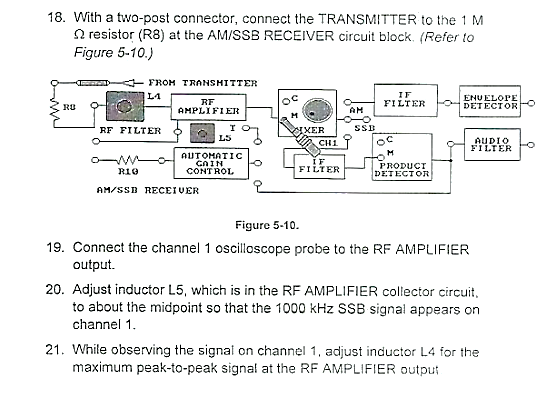 18. With a two-post connector, connect the TRANSMITTER to the 1 M
Ω resistor (R8) at the AM/SSB RECEIVER circuit block. (Refer to
Figure 5-10.)
FROM TRANSMITTER
L4
R8
RF
AMPLIFIER
C
M
MIXER
AM
SSB
IF
FILTER
ENVELOPE
DETECTOR
RF FILTER
L5
T
CH1
C
M
PRODUCT
DETECTOR
AUDIO
FILTER
R10
AUTOMATIC
GAIN
CONTROL
IF
FILTER
AM/SSB RECEIVER
Figure 5-10.
19. Connect the channel 1 oscilloscope probe to the RF AMPLIFIER
output.
20. Adjust inductor L5, which is in the RF AMPLIFIER collector circuit,
to about the midpoint so that the 1000 kHz SSB signal appears on
channel 1.
21. While observing the signal on channel 1, adjust inductor L4 for the
maximum peak-to-peak signal at the RF AMPLIFIER output